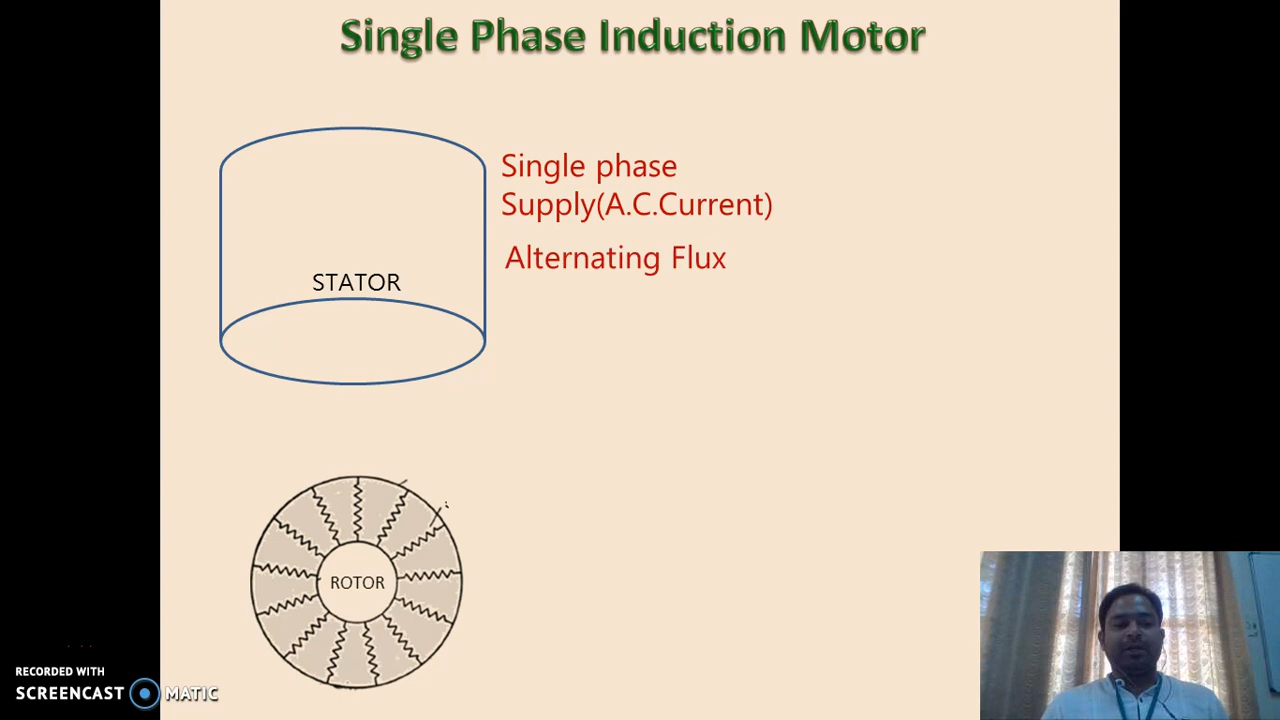 Single Phase Induction Motor
Single phase
Supply(A.C.Current)
Alternating Flux
STATOR
ROTOR
RECORDED WITH
SCREENCAST MATIC